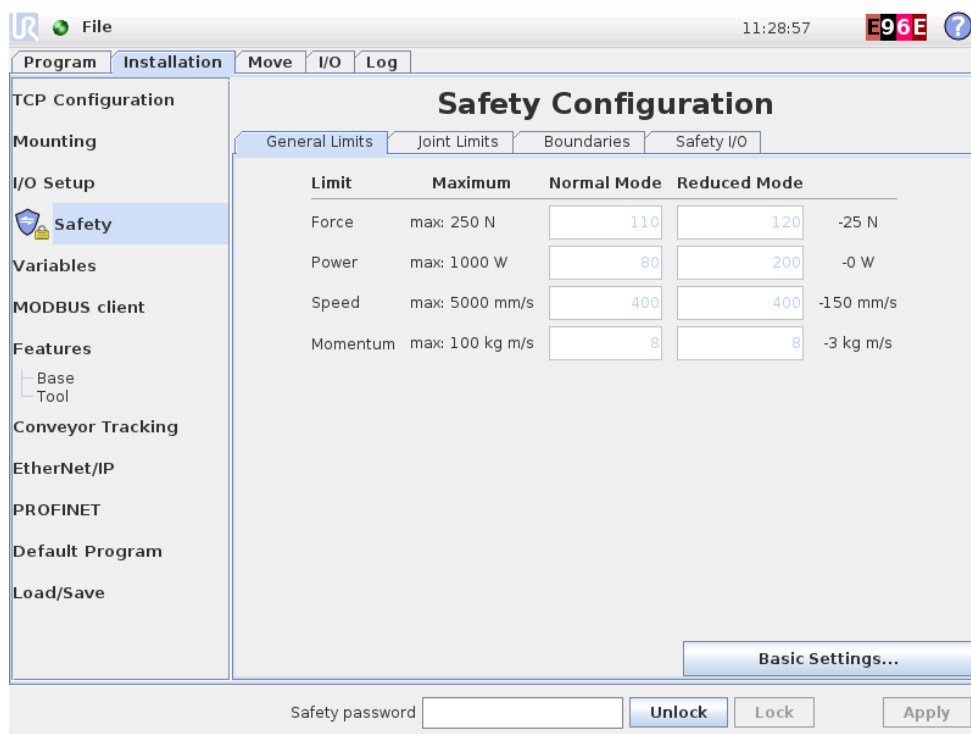 UR File 11:28:57 E96E ?
Program Installation Move I/O Log
TCP Configuration
Mounting
I/O Setup
Safety
Variables
MODBUS client
Features
Base
Tool
Conveyor Tracking
EtherNet/IP
PROFINET
Default Program
Load/Save
Safety Configuration
General Limits Joint Limits Boundaries Safety I/O
Limit Maximum Normal Mode Reduced Mode
Force max: 250 N 110 120 -25 N
Power max: 1000 W 80 200 -0 W
Speed max: 5000 mm/s 400 400 -150 mm/s
Momentum max: 100 kg m/s 8 8 -3 kg m/s
Basic Settings...
Safety password Unlock Lock Apply